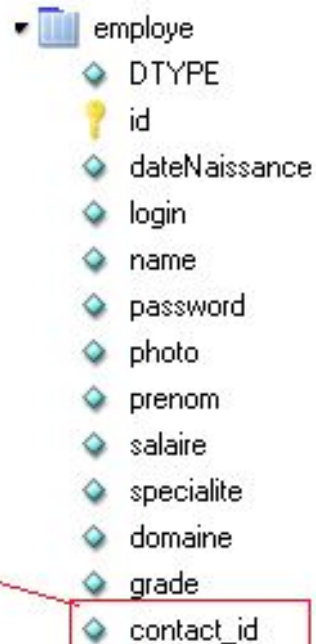 employe
DTYPE
id
dateNaissance
login
name
password
photo
prenom
salaire
specialite
domaine
grade
contact_id